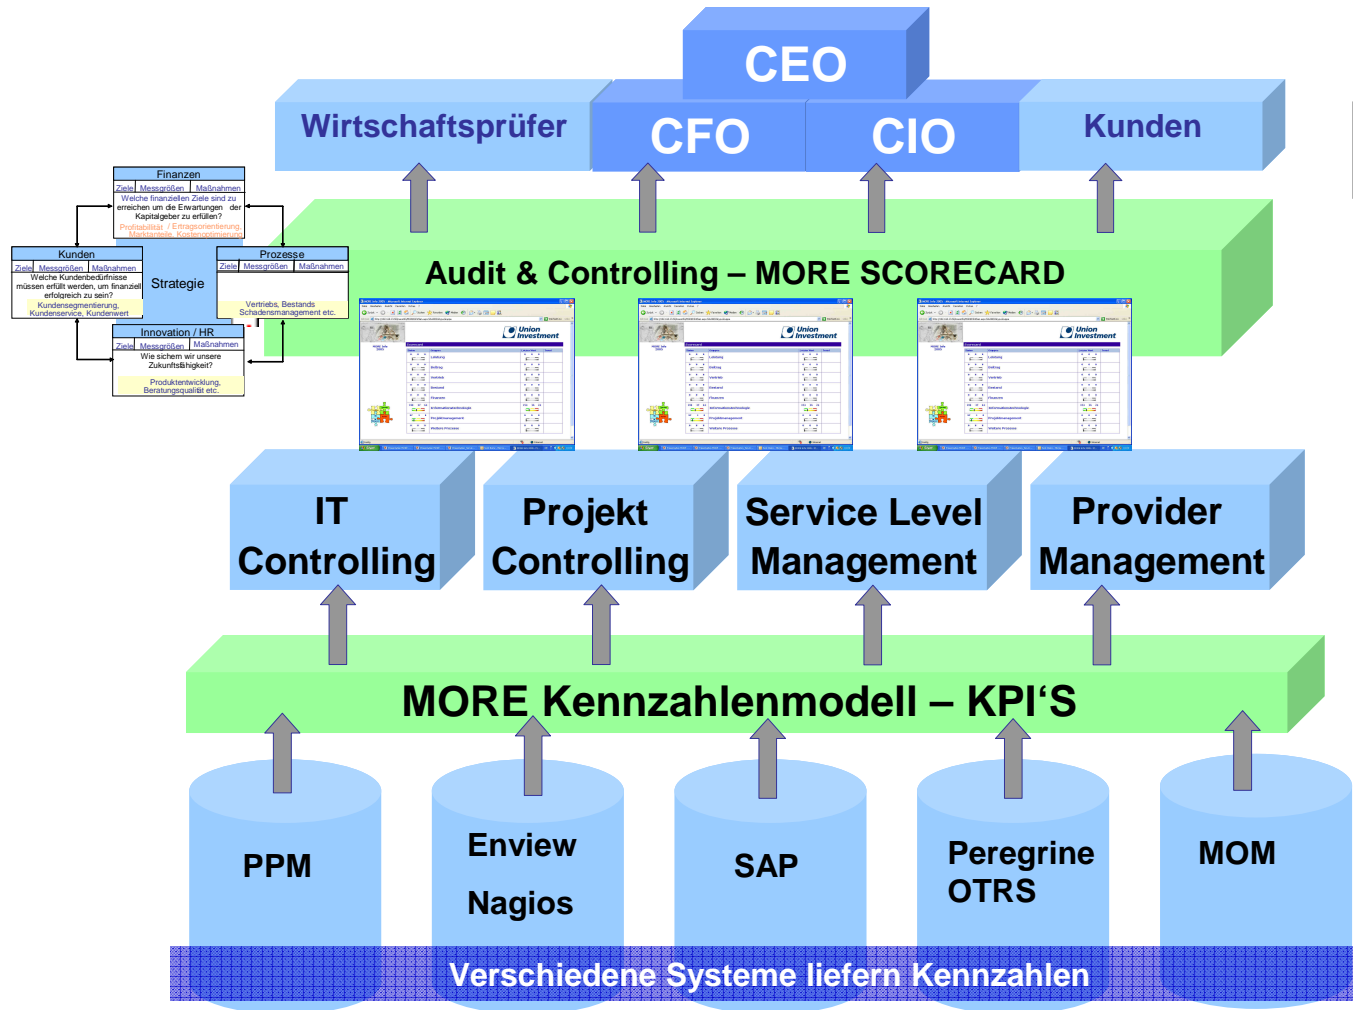 CEO
Wirtschaftsprüfer
CFO
CIO
Kunden
Finanzen
Ziele Messgrößen Maßnahmen
Welche finanziellen Ziele sind zu
erreichen um die Erwartungen der
Kapitalgeber zu erfüllen?
Profitabillität / Ertragsorientierung,
Marktanteile, Kostenoptimierung
Kunden
Ziele Messgrößen Maßnahmen
Welche Kundenbedürfnisse
müssen erfüllt werden, um finanziell
erfolgreich zu sein?
Kundensegmentierung,
Kundenservice, Kundenwert
Strategie
Prozesse
Ziele Messgrößen Maßnahmen
Vertriebs, Bestands
Schadensmanagement etc.
Innovation / HR
Ziele Messgrößen Maßnahmen
Wie sichern wir unsere
Zukunftsfähigkeit?
Produktentwicklung,
Beratungsqualität etc.
Audit & Controlling – MORE SCORECARD
Union
Investment
Union
Investment
Union
Investment
IT
Controlling
Projekt
Controlling
Service Level
Management
Provider
Management
MORE Kennzahlenmodell – KPI‘S
PPM
Enview
Nagios
SAP
Peregrine
OTRS
MOM
Verschiedene Systeme liefern Kennzahlen